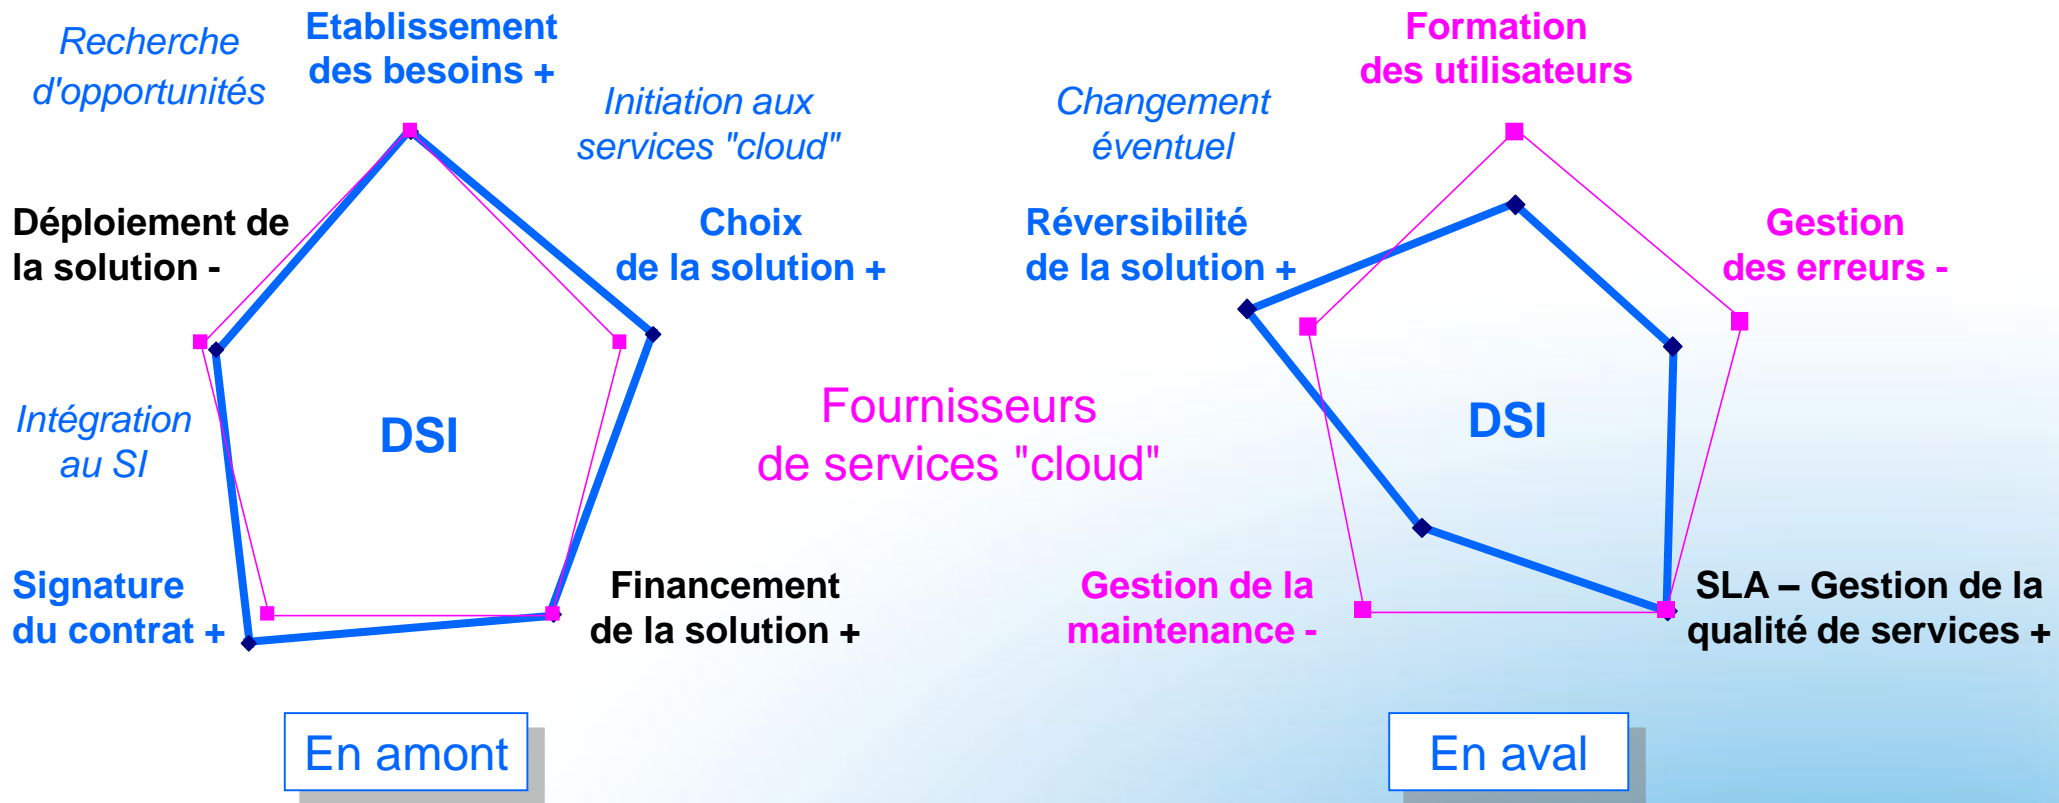 Recherche
d'opportunités
Etablissement
des besoins +
Initiation aux
services "cloud"
Déploiement de
la solution -
Choix
de la solution +
Intégration
au SI
DSI
Signature
du contrat +
Financement
de la solution +
En amont
Fournisseurs
de services "cloud"
Formation
des utilisateurs
Changement
éventuel
Réversibilité
de la solution +
Gestion
des erreurs -
DSI
Gestion de la
maintenance -
SLA – Gestion de la
qualité de services +
En aval